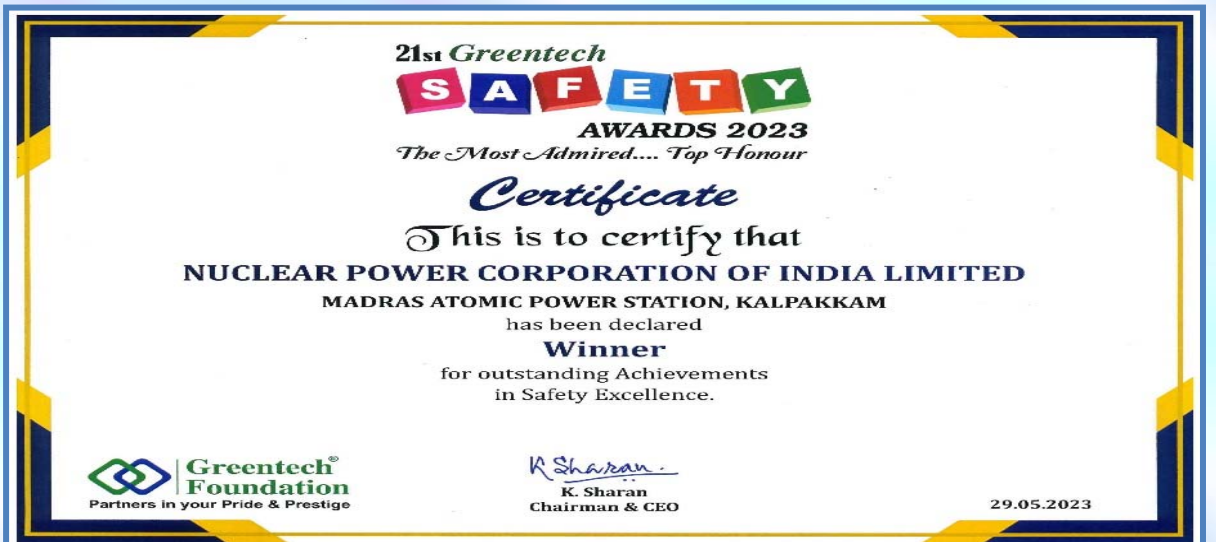 21st Greentech
SAFETY
AWARDS 2023
The Most Admired.... Top Honour
Certificate
This is to certify that
NUCLEAR POWER CORPORATION OF INDIA LIMITED
MADRAS ATOMIC POWER STATION, KALPAKKAM
has been declared
Winner
for outstanding Achievements
in Safety Excellence.
Greentech®
Foundation
Partners in your Pride & Prestige
K Sharan.
K. Sharan
Chairman & CEO
29.05.2023